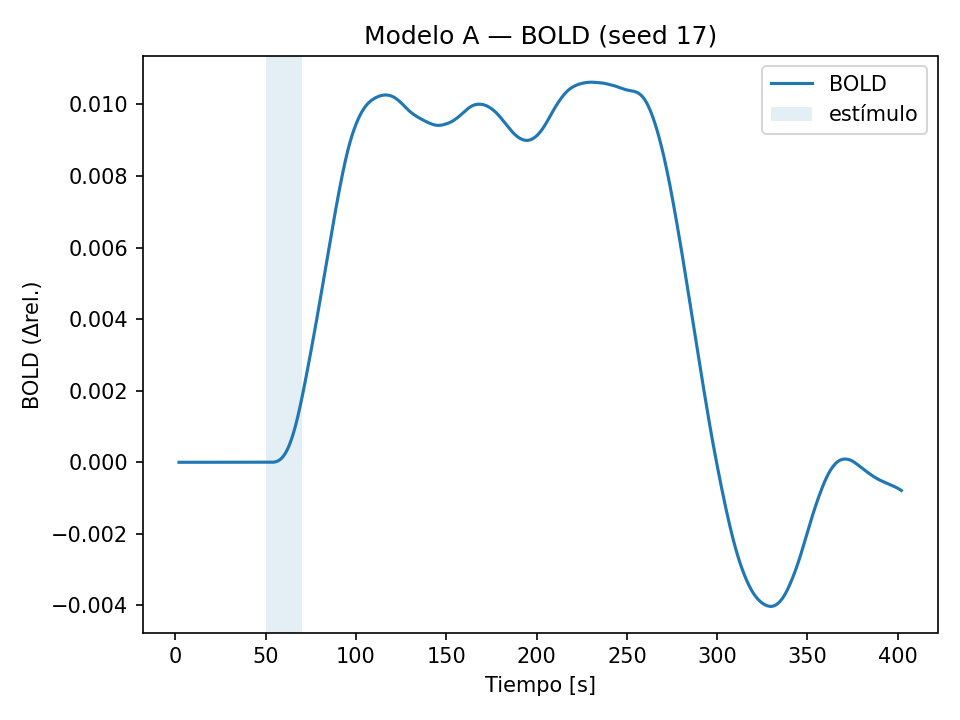 Modelo A — BOLD (seed 17)
BOLD
estímulo
BOLD (Δrel.)
0.010
0.008
0.006
0.004
0.002
0.000
−0.002
−0.004
0 50 100 150 200 250 300 350 400
Tiempo [s]